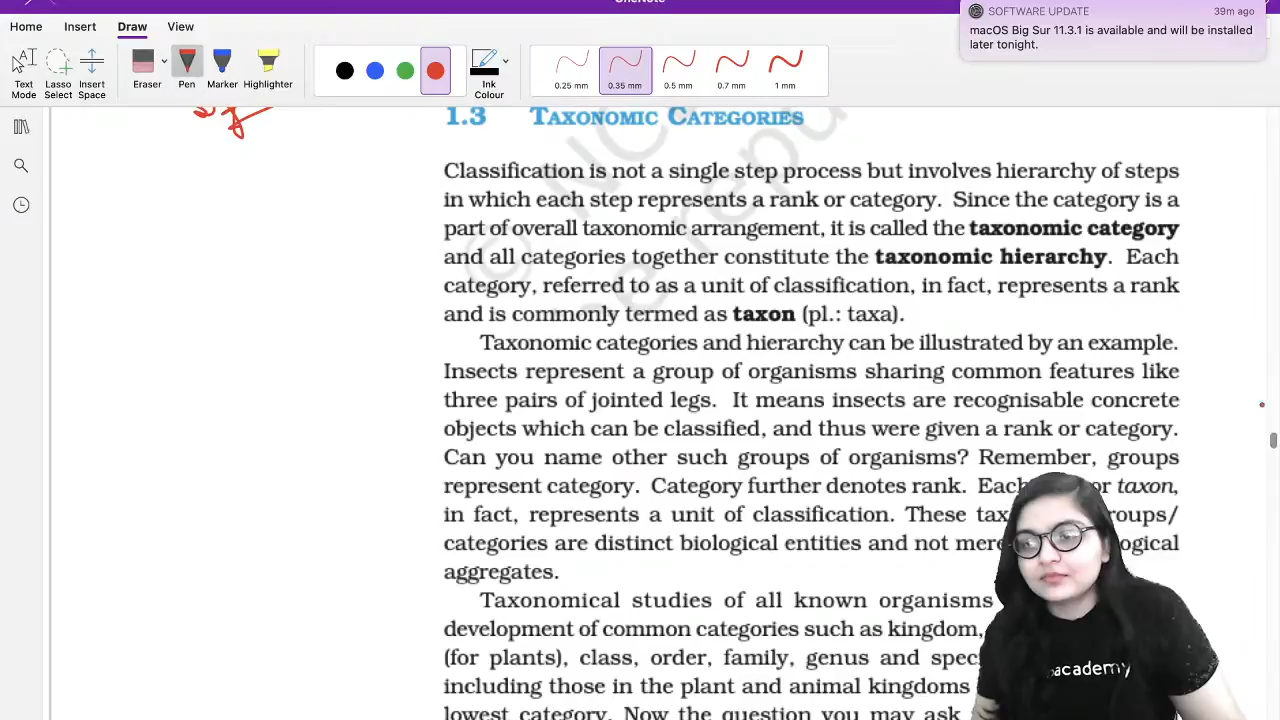 OneNote
SOFTWARE UPDATE 39m ago
macOS Big Sur 11.3.1 is available and will be installed
later tonight.
Home Insert Draw View
Text Mode
Lasso Select
Insert Space
Eraser
Pen
Marker
Highlighter
Ink Colour
0.25 mm 0.35 mm 0.5 mm 0.7 mm 1 mm
1.3 TAXONOMIC CATEGORIES
Classification is not a single step process but involves hierarchy of steps
in which each step represents a rank or category. Since the category is a
part of overall taxonomic arrangement, it is called the taxonomic category
and all categories together constitute the taxonomic hierarchy. Each
category, referred to as a unit of classification, in fact, represents a rank
and is commonly termed as taxon (pl.: taxa).
Taxonomic categories and hierarchy can be illustrated by an example.
Insects represent a group of organisms sharing common features like
three pairs of jointed legs. It means insects are recognisable concrete
objects which can be classified, and thus were given a rank or category.
Can you name other such groups of organisms? Remember, groups
represent category. Category further denotes rank. Each or taxon,
in fact, represents a unit of classification. These groups/
categories are distinct biological entities and not
aggregates.
Taxonomical studies of all known organisms
development of common categories such as kingdom,
(for plants), class, order, family, genus and
including those in the plant and animal kingdoms
lowest category. Now the question you may ask
nacademy